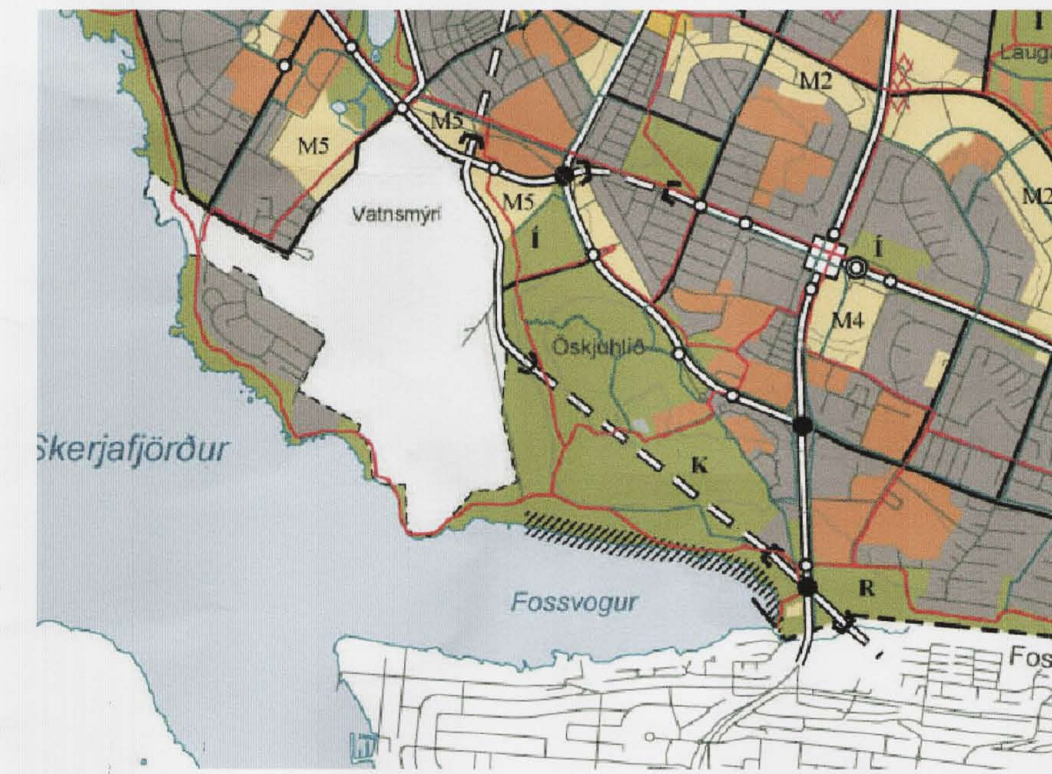 Í
Laug
M2
M5
M5
M2
Vatnsmýri
M5
Í
Í
M4
Öskjuhlíð
Skerjafjörður
K
Fossvogur
R
Fos